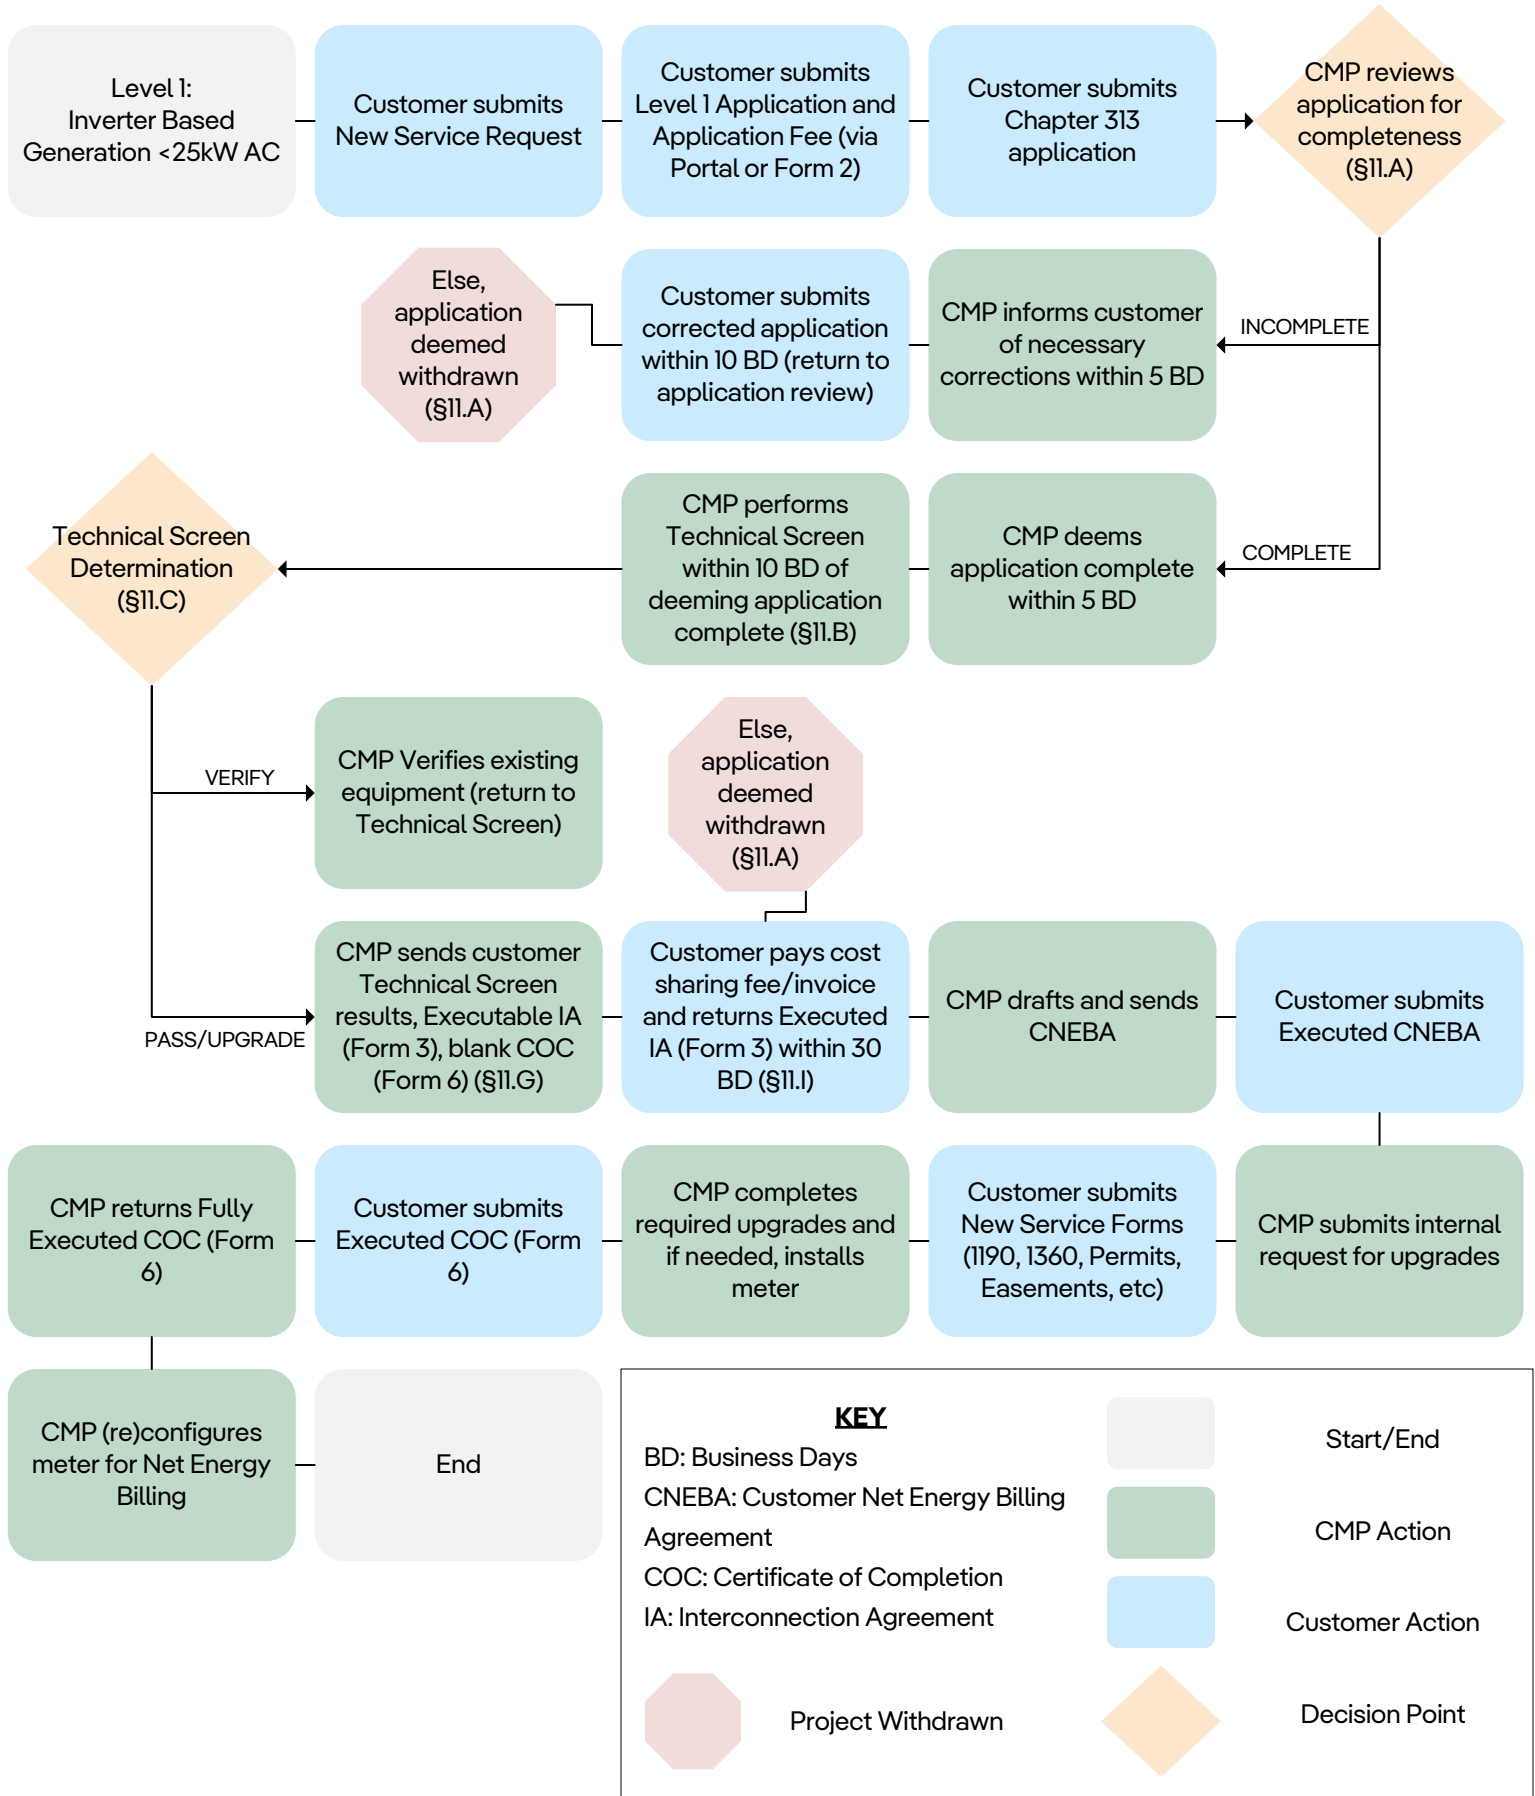 Level 1:
Inverter Based
Generation <25kW AC
Customer submits
New Service Request
Customer submits
Level 1 Application and
Application Fee (via
Portal or Form 2)
Customer submits
Chapter 313
application
CMP reviews
application for
completeness
(§11.A)
Else,
application
deemed
withdrawn
(§11.A)
Customer submits
corrected application
within 10 BD (return to
application review)
CMP informs customer
of necessary
corrections within 5 BD
INCOMPLETE
Technical Screen
Determination
(§11.C)
CMP performs
Technical Screen
within 10 BD of
deeming application
complete (§11.B)
CMP deems
application complete
within 5 BD
COMPLETE
VERIFY
CMP Verifies existing
equipment (return to
Technical Screen)
Else,
application
deemed
withdrawn
(§11.A)
PASS/UPGRADE
CMP sends customer
Technical Screen
results, Executable IA
(Form 3), blank COC
(Form 6) (§11.G)
Customer pays cost
sharing fee/invoice
and returns Executed
IA (Form 3) within 30
BD (§11.I)
CMP drafts and sends
CNEBA
Customer submits
Executed CNEBA
CMP returns Fully
Executed COC (Form
6)
Customer submits
Executed COC (Form
6)
CMP completes
required upgrades and
if needed, installs
meter
Customer submits
New Service Forms
(1190, 1360, Permits,
Easements, etc)
CMP submits internal
request for upgrades
CMP (re)configures
meter for Net Energy
Billing
End
KEY
BD: Business Days
CNEBA: Customer Net Energy Billing
Agreement
COC: Certificate of Completion
IA: Interconnection Agreement
Project Withdrawn
Start/End
CMP Action
Customer Action
Decision Point